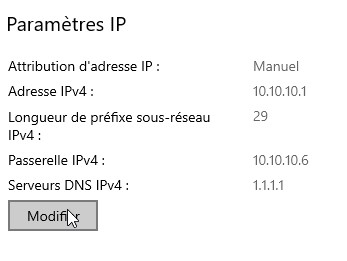 Paramètres IP
Attribution d'adresse IP : Manuel
Adresse IPv4 : 10.10.10.1
Longueur de préfixe sous-réseau 29
IPv4 :
Passerelle IPv4 : 10.10.10.6
Serveurs DNS IPv4 : 1.1.1.1
Modifier